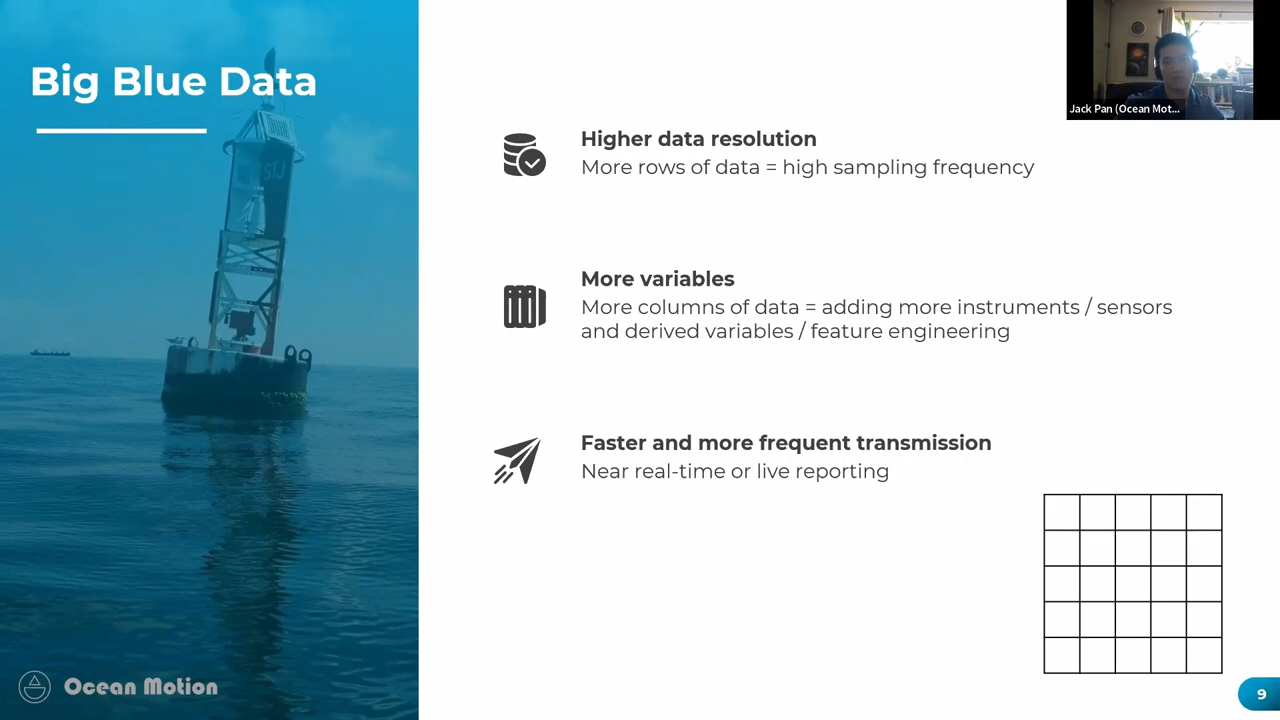 Big Blue Data
Jack Pan (Ocean Mot...
Higher data resolution
More rows of data = high sampling frequency
More variables
More columns of data = adding more instruments / sensors
and derived variables / feature engineering
Faster and more frequent transmission
Near real-time or live reporting
STJ
Ocean Motion
9